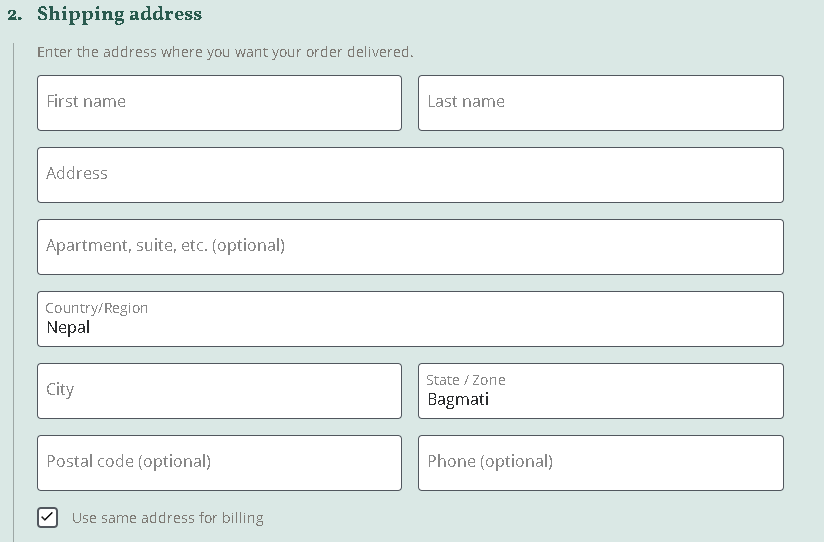 2. Shipping address
Enter the address where you want your order delivered.
First name
Last name
Address
Apartment, suite, etc. (optional)
Country/Region
Nepal
City
State / Zone
Bagmati
Postal code (optional)
Phone (optional)
Use same address for billing